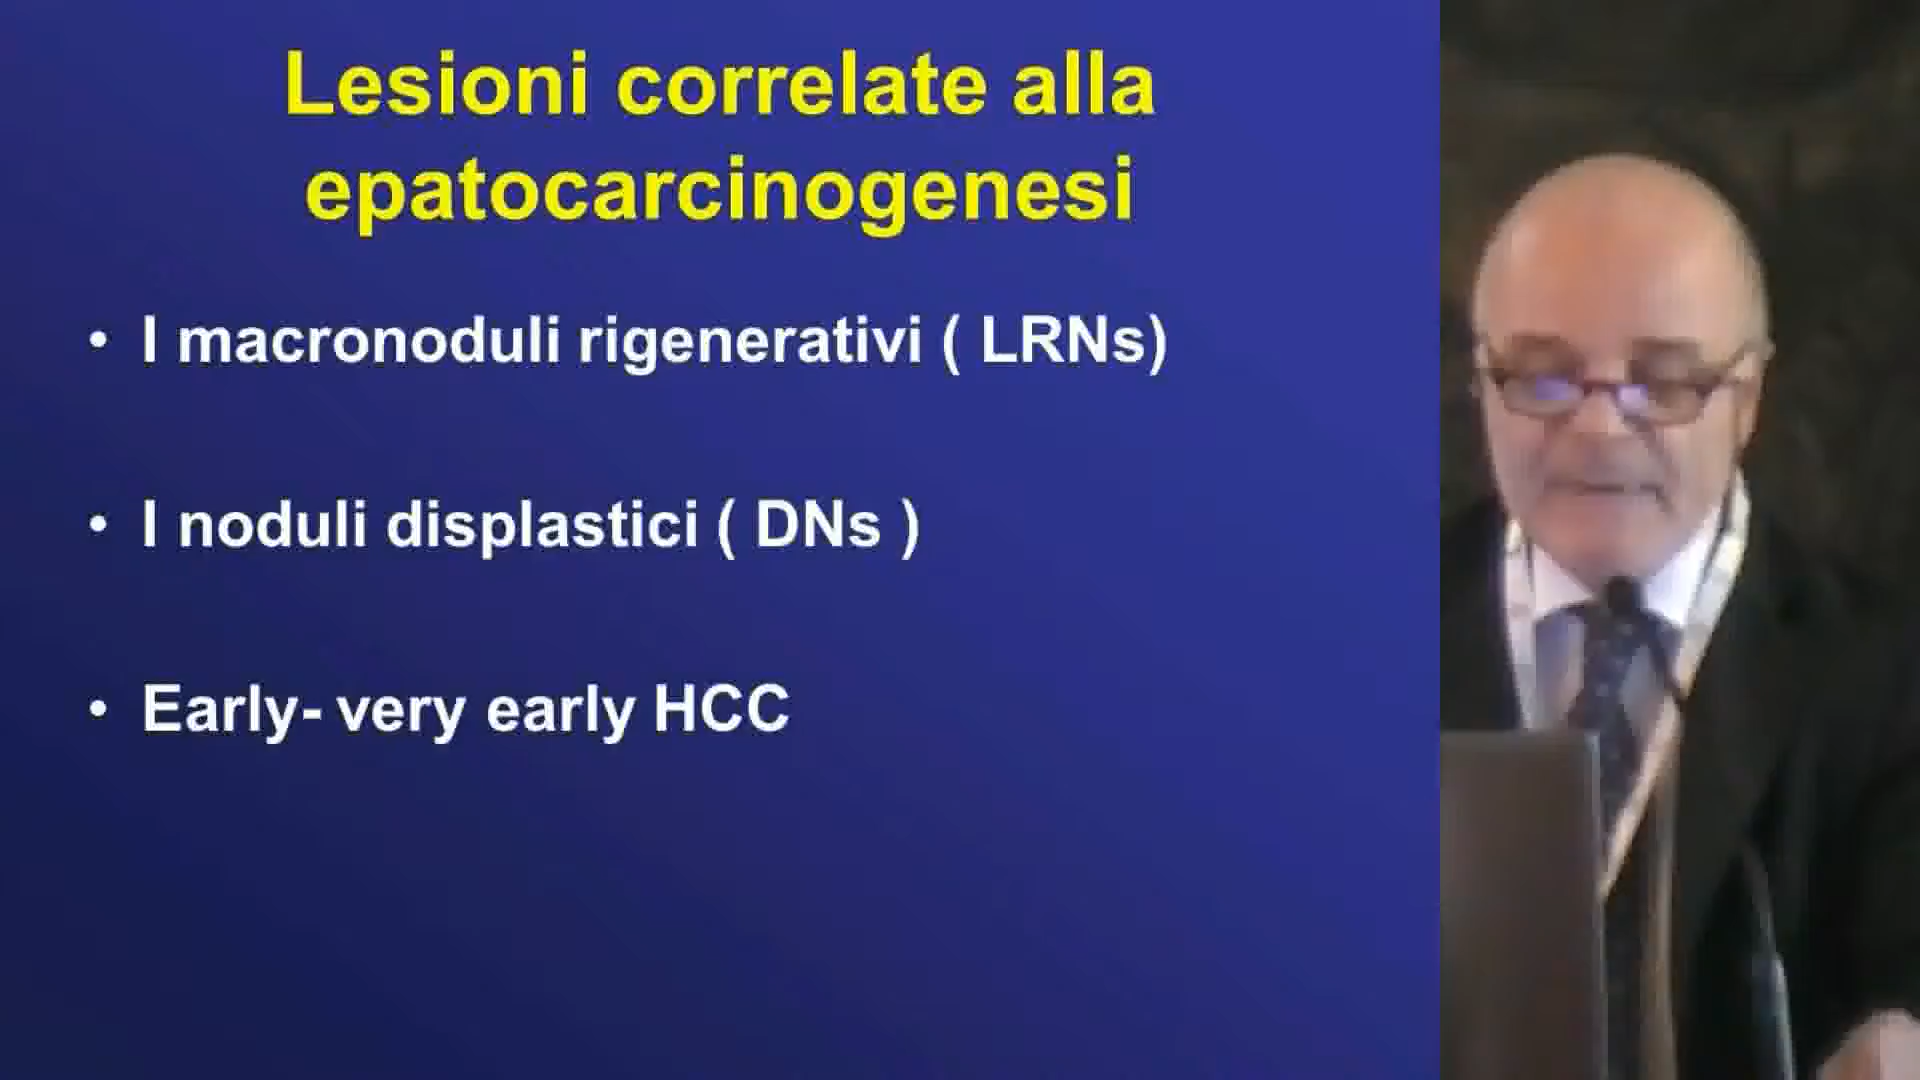 Lesioni correlate alla
epatocarcinogenesi
• I macronoduli rigenerativi ( LRNs)
• I noduli displastici ( DNs )
• Early- very early HCC